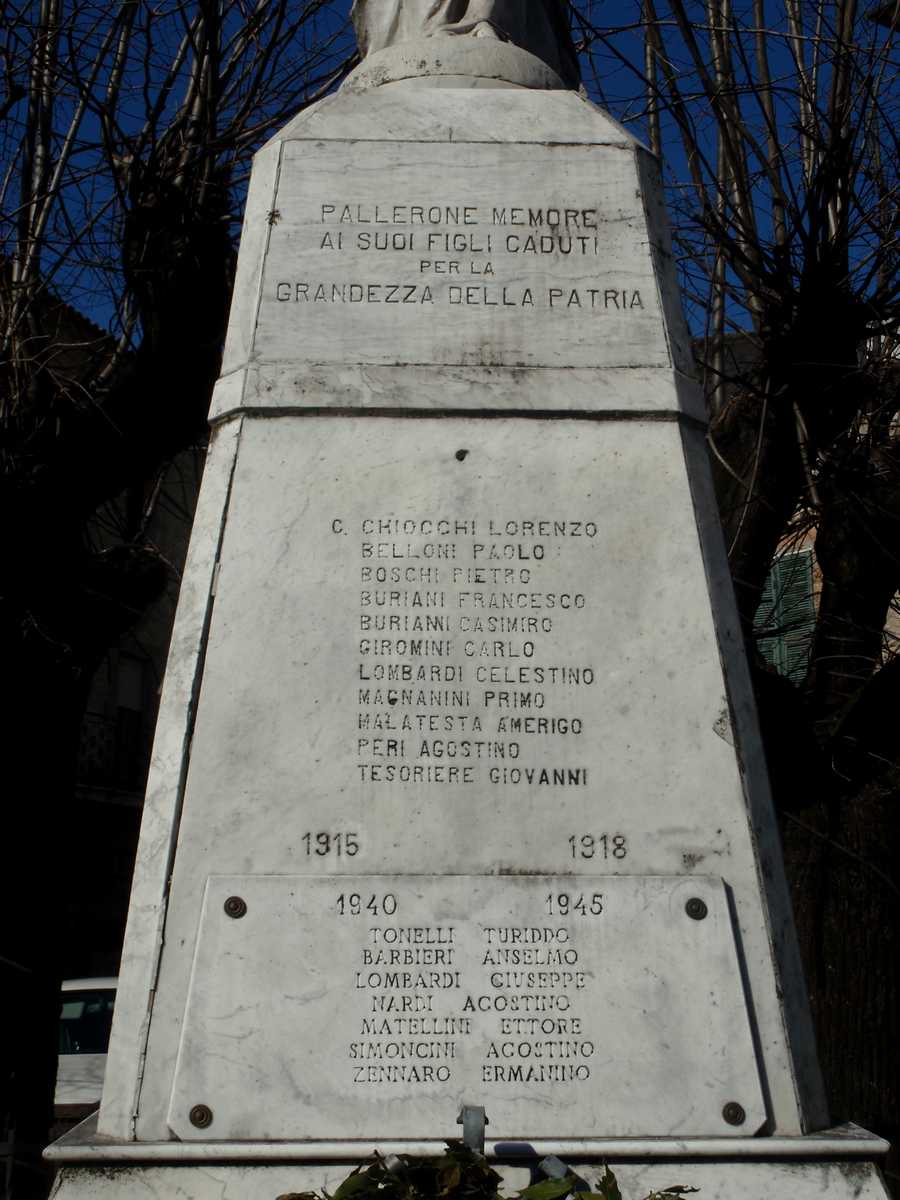 PALLERONE MEMORE
AI SUOI FIGLI CADUTI
PER LA
GRANDEZZA DELLA PATRIA
C. CHIOCCHI LORENZO
BELLONI PAOLO
BOSCHI PIETRO
BURIANI FRANCESCO
BURIANNI CASIMIRO
GIROMINI CARLO
LOMBARDI CELESTINO
MAGNANINI PRIMO
MALATESTA AMERIGO
PERI AGOSTINO
TESORIERE GIOVANNI
1915 1918
1940 1945
TONELLI TURIDDO
BARBIERI ANSELMO
LOMBARDI GIUSEPPE
NARDI AGOSTINO
MATELLINI ETTORE
SIMONCINI AGOSTINO
ZENNARO ERMANINO